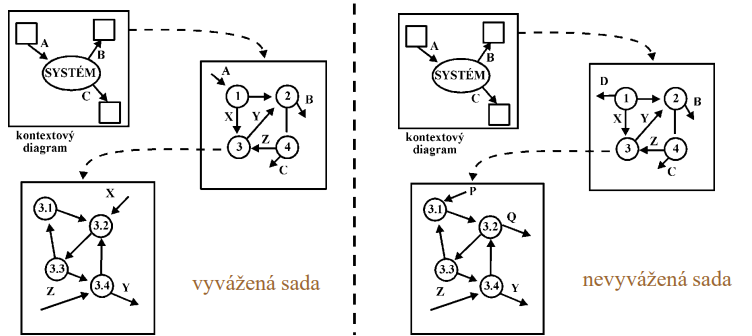 A
B
SYSTÉM
C
kontextový
diagram
A
1
2
B
X
Y
3
Z
4
C
X
3.1
3.2
3.3
3.4
Z
Y
vyvážená sada
A
B
SYSTÉM
C
kontextový
diagram
D
1
2
B
X
Y
3
Z
4
C
P
3.1
Q
3.2
3.3
3.4
Z
Y
nevyvážená sada